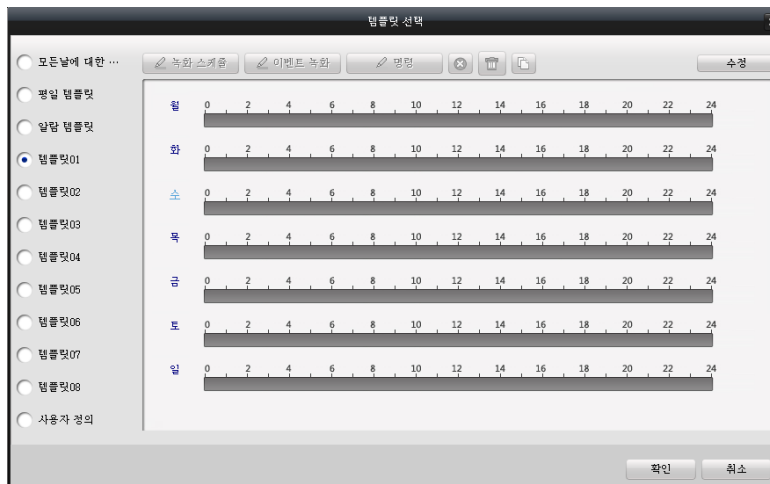 템플릿 선택
모든날에 대한 ...
녹화 스케줄
이벤트 녹화
명령
수정
평일 템플릿
알람 템플릿
템플릿01
템플릿02
템플릿03
템플릿04
템플릿05
템플릿06
템플릿07
템플릿08
사용자 정의
월 0 2 4 6 8 10 12 14 16 18 20 22 24
화 0 2 4 6 8 10 12 14 16 18 20 22 24
수 0 2 4 6 8 10 12 14 16 18 20 22 24
목 0 2 4 6 8 10 12 14 16 18 20 22 24
금 0 2 4 6 8 10 12 14 16 18 20 22 24
토 0 2 4 6 8 10 12 14 16 18 20 22 24
일 0 2 4 6 8 10 12 14 16 18 20 22 24
확인
취소